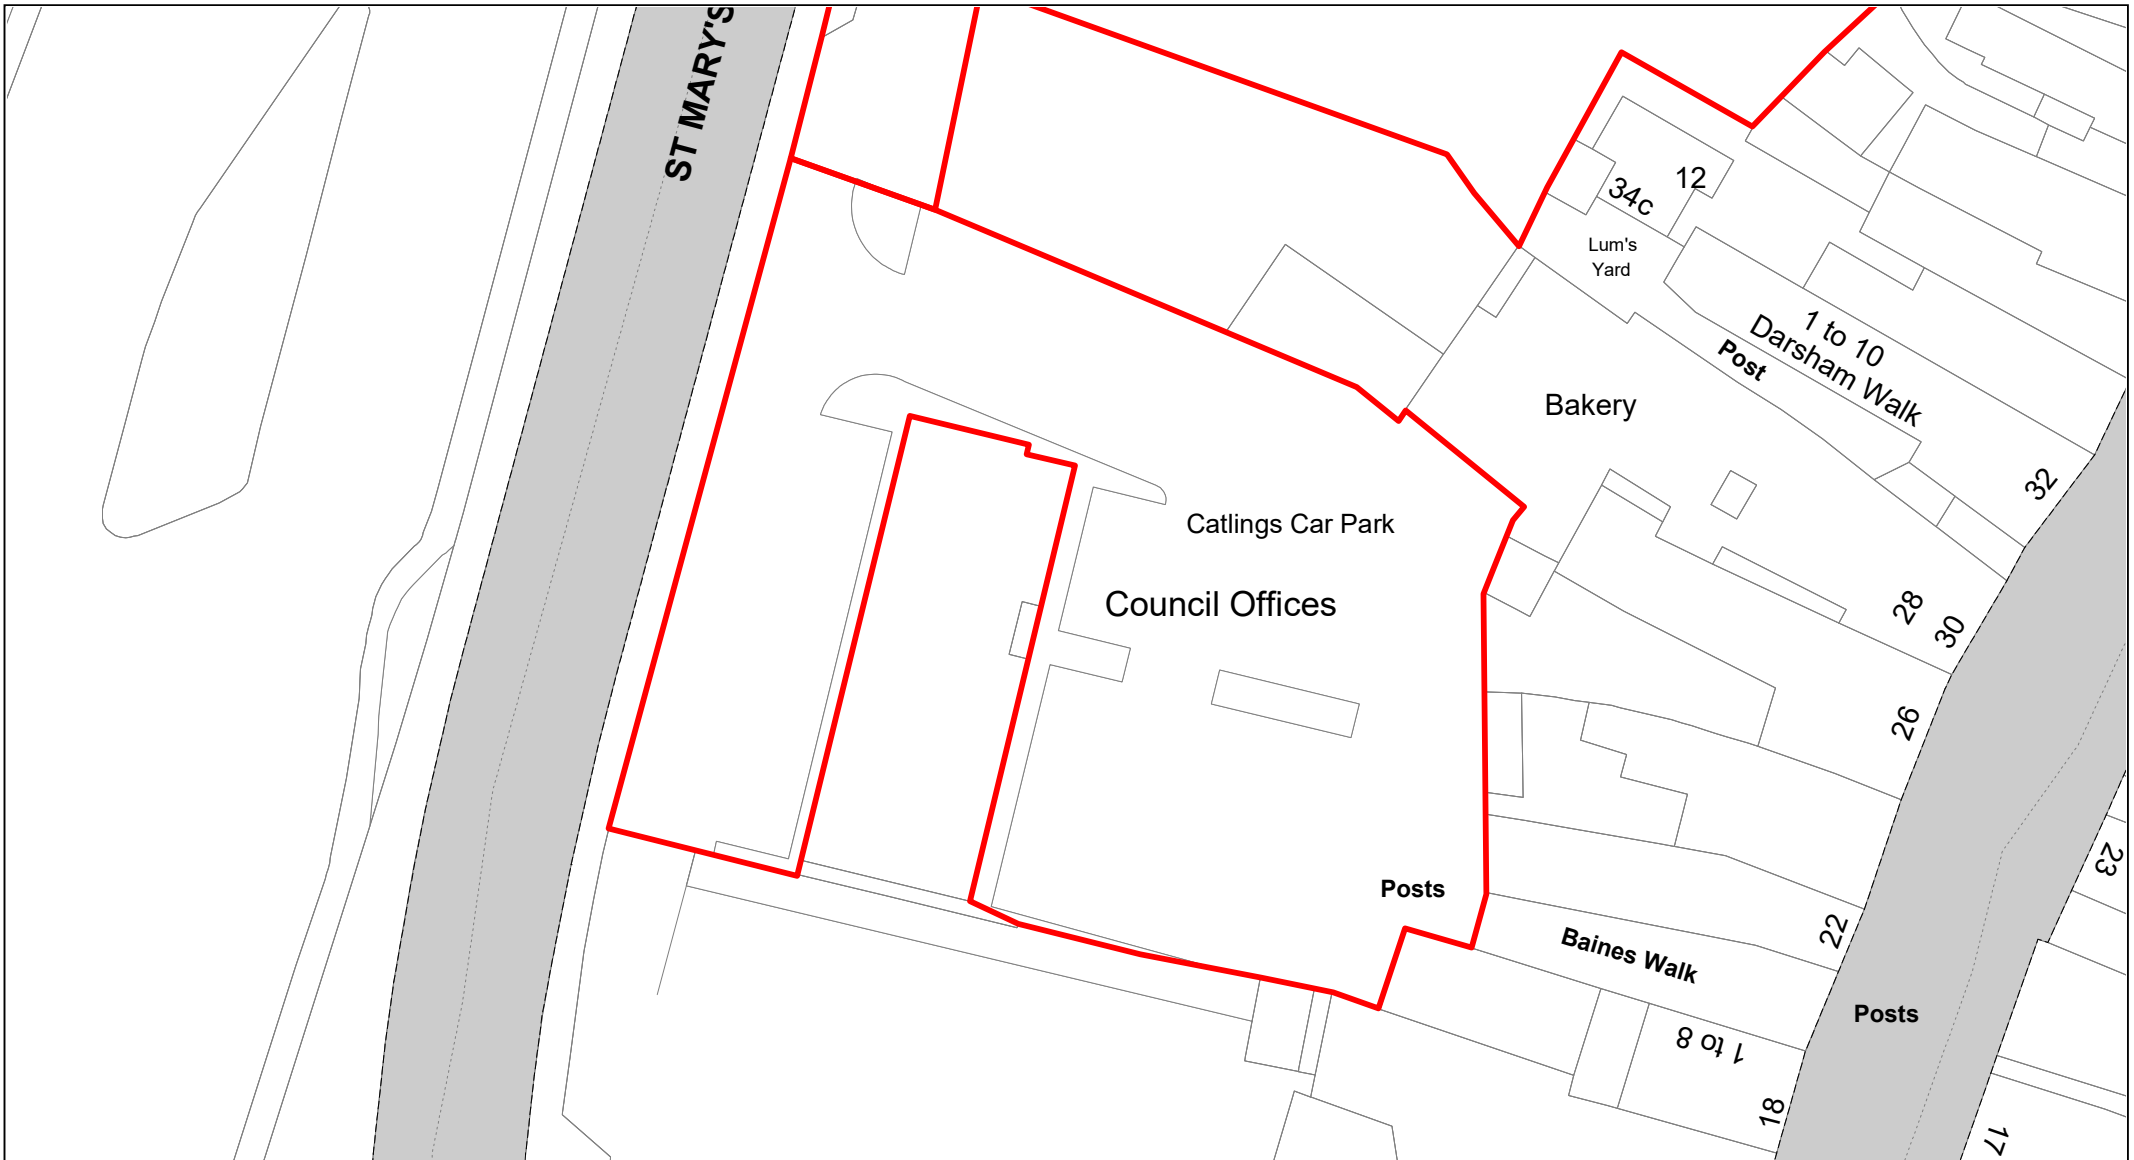 ST MARY'S
12
34c
Lum's
Yard
1 to 10
Darsham Walk
Post
Bakery
32
Catlings Car Park
Council Offices
28
30
26
23
Posts
22
Baines Walk
Posts
1 to 8
18
17